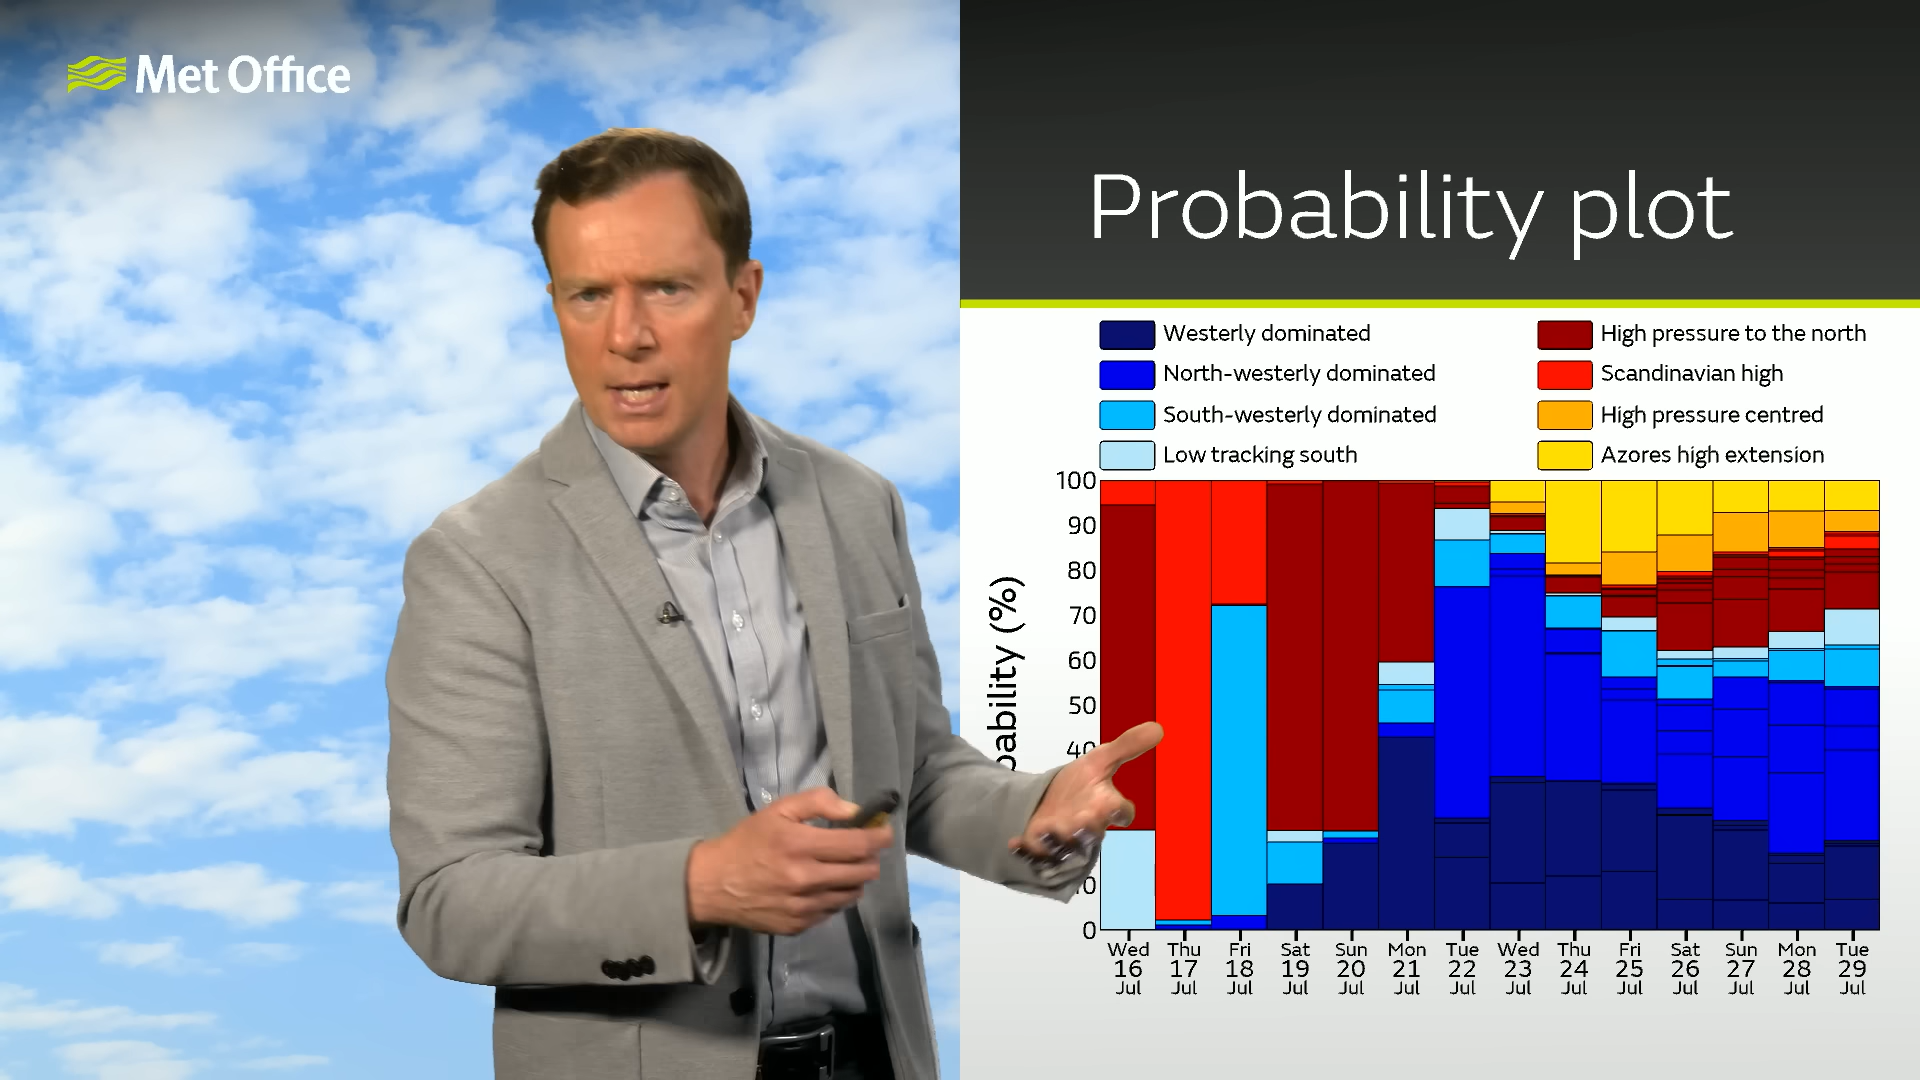 Met Office
Probability plot
Westerly dominated
North-westerly dominated
South-westerly dominated
Low tracking south
High pressure to the north
Scandinavian high
High pressure centred
Azores high extension
100
90
80
70
60
50
40
0
bability (%)
Wed Thu Fri Sat Sun Mon Tue Wed Thu Fri Sat Sun Mon Tue
16 17 18 19 20 21 22 23 24 25 26 27 28 29
Jul Jul Jul Jul Jul Jul Jul Jul Jul Jul Jul Jul Jul Jul